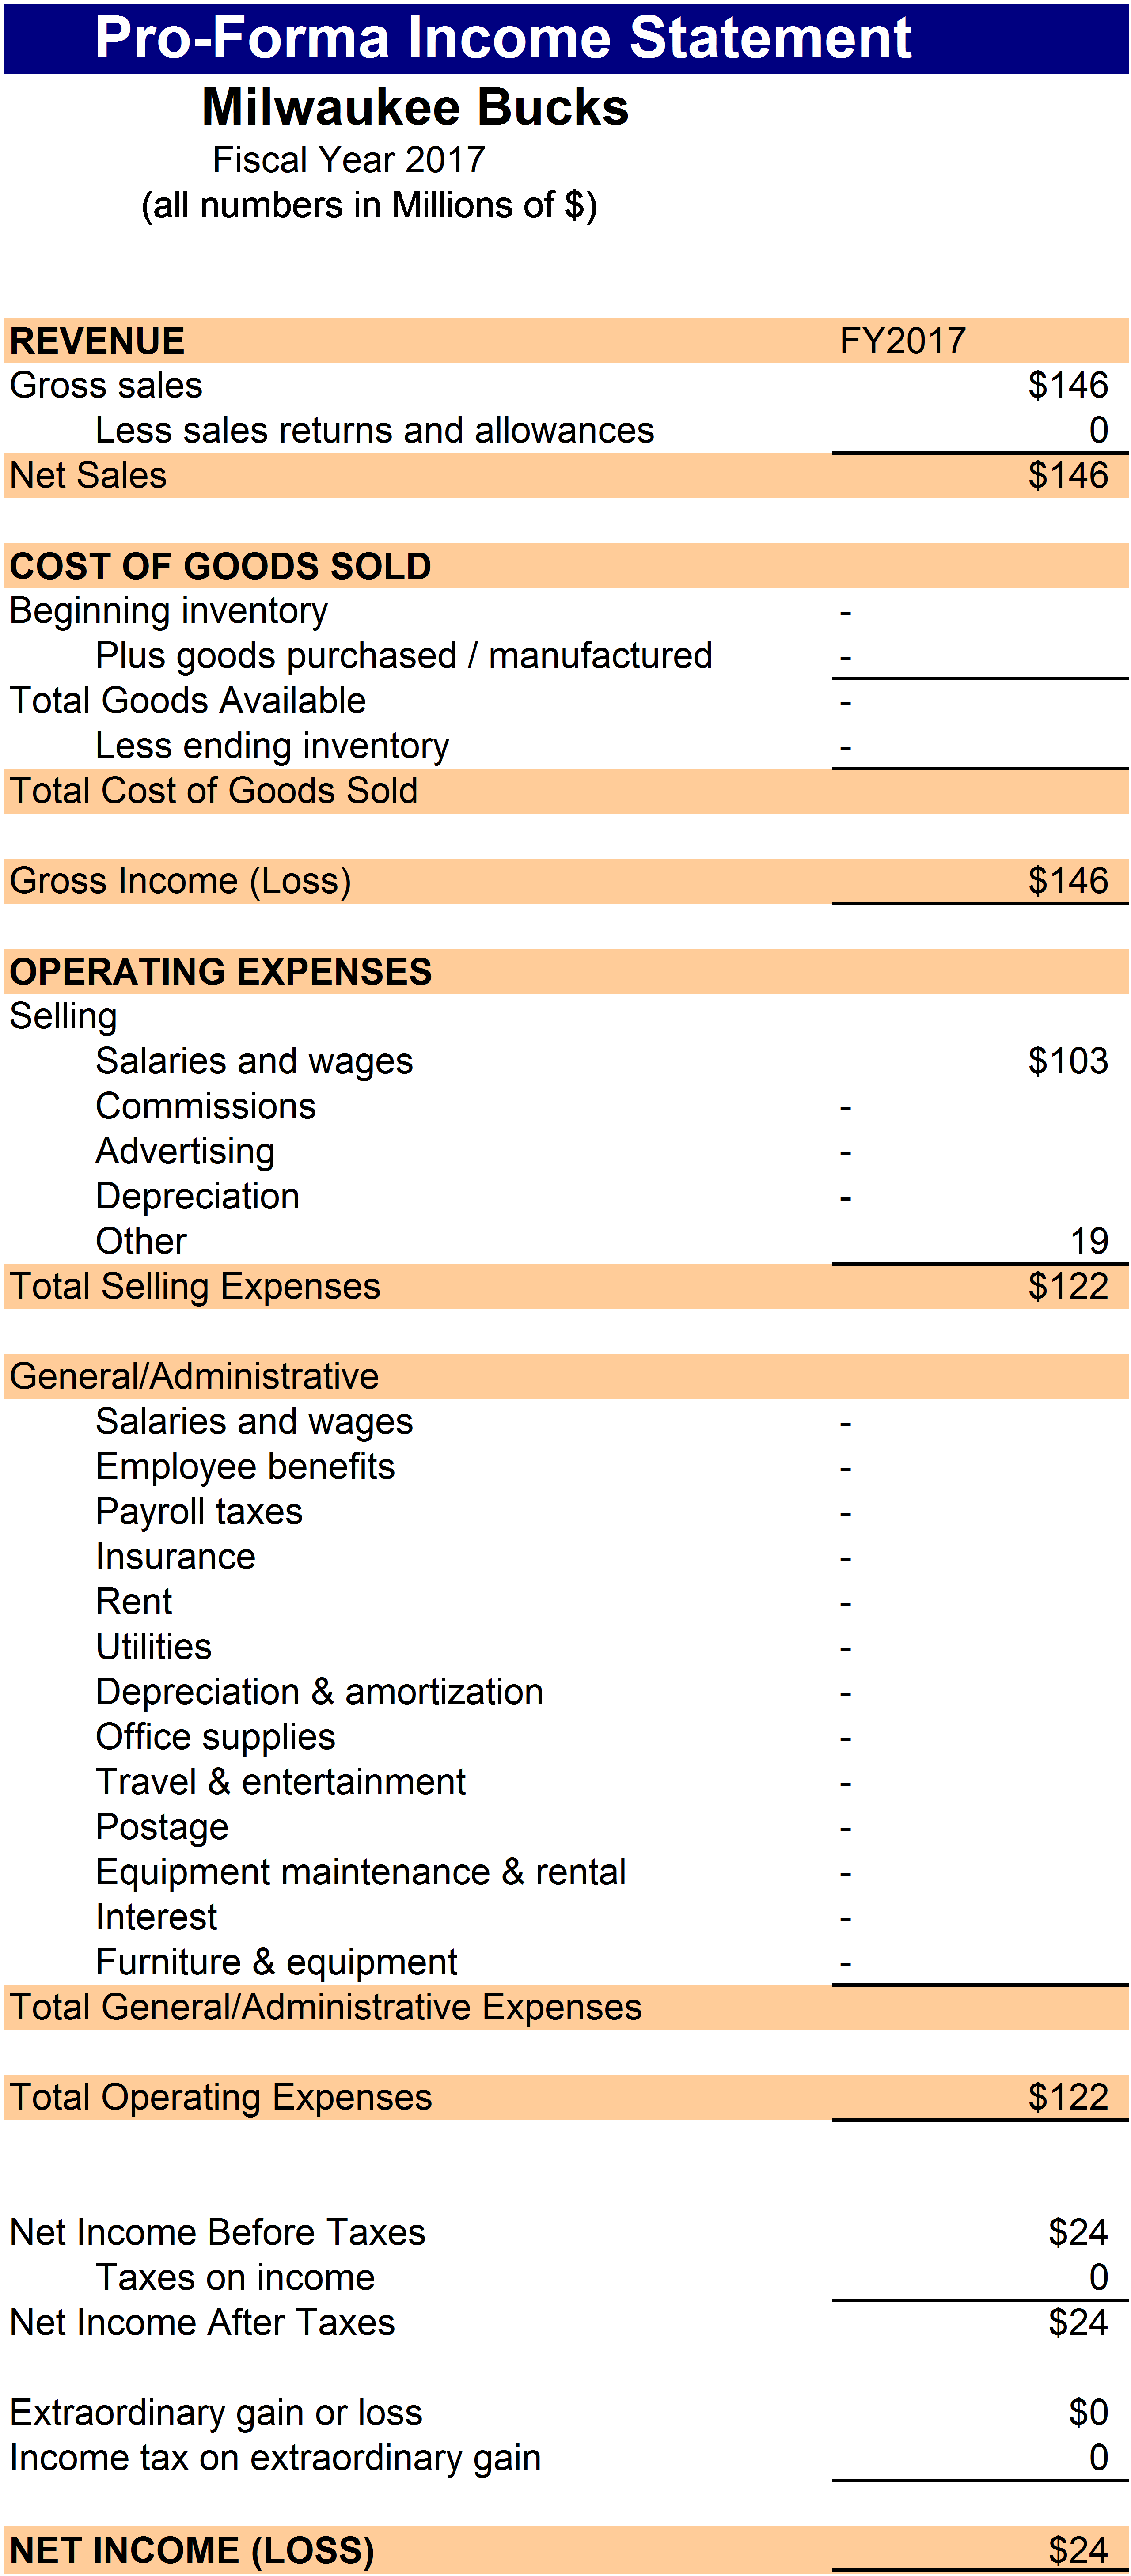 Pro-Forma Income Statement
Milwaukee Bucks
Fiscal Year 2017
(all numbers in Millions of $)
REVENUE FY2017
Gross sales $146
Less sales returns and allowances 0
Net Sales $146
COST OF GOODS SOLD
Beginning inventory -
Plus goods purchased / manufactured -
Total Goods Available -
Less ending inventory -
Total Cost of Goods Sold
Gross Income (Loss) $146
OPERATING EXPENSES
Selling
Salaries and wages $103
Commissions -
Advertising -
Depreciation -
Other 19
Total Selling Expenses $122
General/Administrative
Salaries and wages -
Employee benefits -
Payroll taxes -
Insurance -
Rent -
Utilities -
Depreciation & amortization -
Office supplies -
Travel & entertainment -
Postage -
Equipment maintenance & rental -
Interest -
Furniture & equipment -
Total General/Administrative Expenses
Total Operating Expenses $122
Net Income Before Taxes $24
Taxes on income 0
Net Income After Taxes $24
Extraordinary gain or loss $0
Income tax on extraordinary gain 0
NET INCOME (LOSS) $24